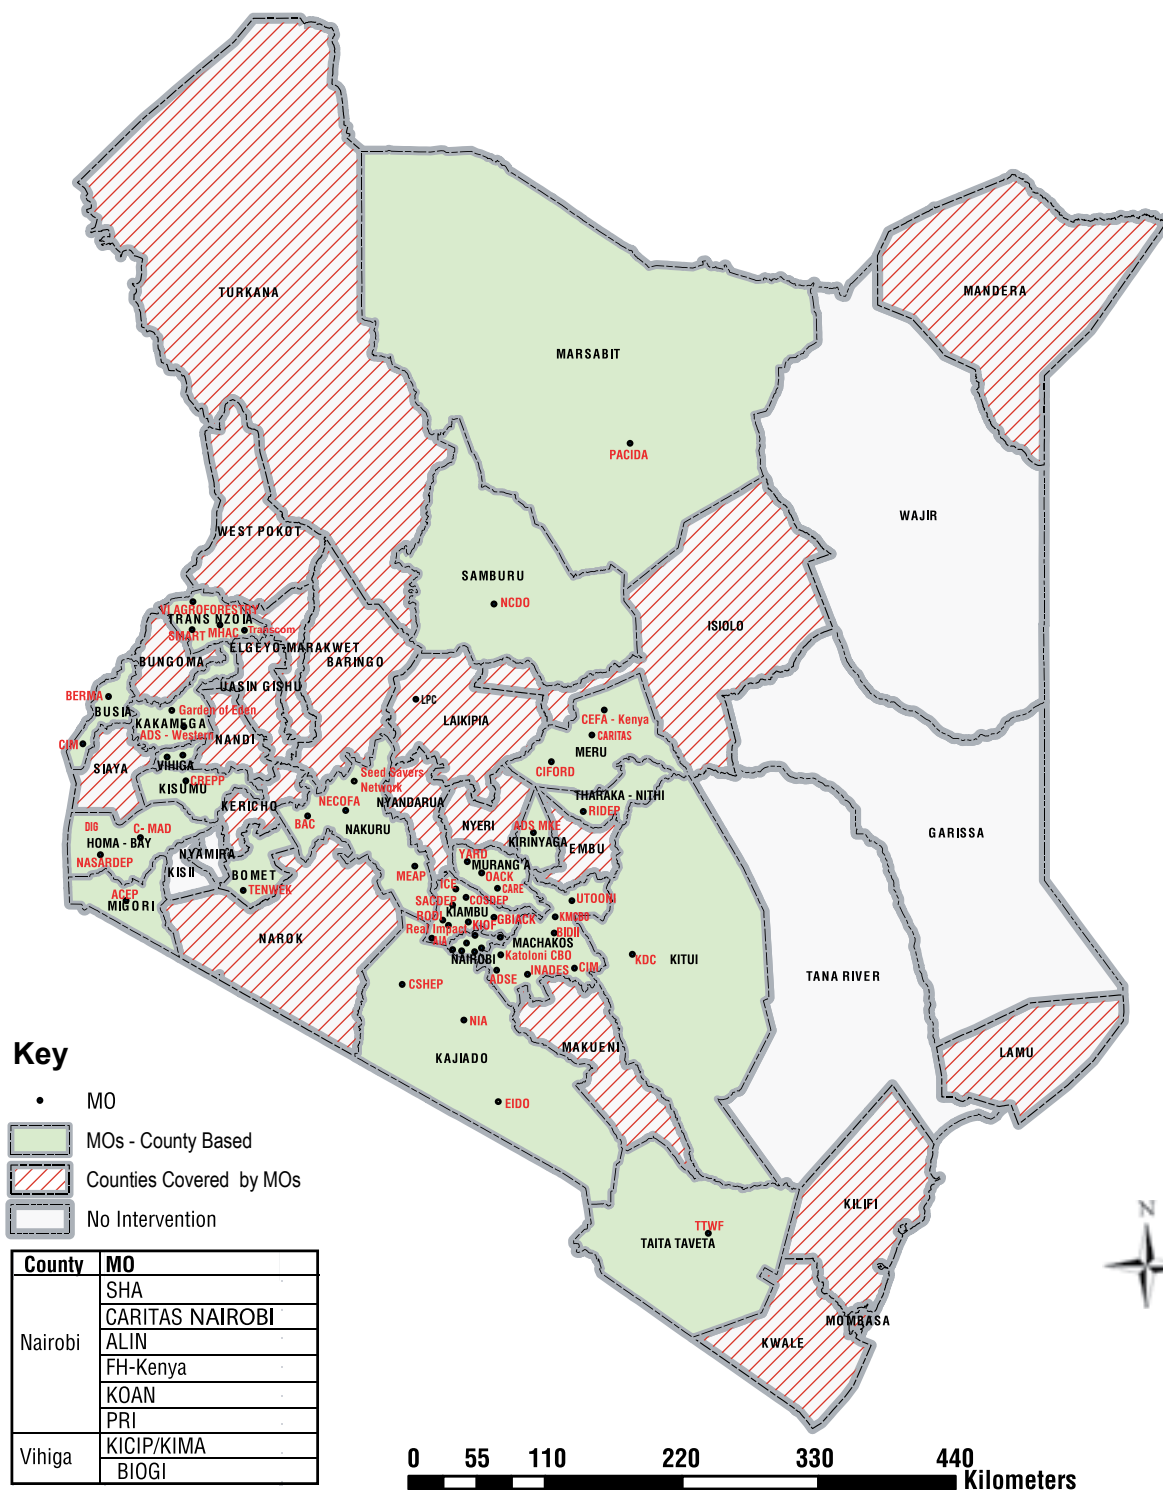 TURKANA
MANDERA
MARSABIT
PACIDA
WAJIR
WEST POKOT
SAMBURU
NCDO
ISIOLO
VI AGROFORESTRY
TRANS NZOIA
SMART
MHAC
Transcom
ELGEYO-MARAKWET
BUNGOMA
BARINGO
UASIN GISHU
BERMA
BUSIA
Garden of Eden
KAKAMEGA
ADS - Western
NANDI
LPC
LAIKIPIA
CEFA - Kenya
CARITAS
MERU
CIFORD
CIM
SIAYA
VIHIGA
CREPP
KISUMU
Seed Savers
Network
NYANDARUA
THARAKA - NITHI
RIDEP
KERICHO
NECOFA
BAC
NAKURU
NYERI
ADS MKE
KIRINYAGA
EMBU
GARISSA
DIG
C- MAD
HOMA - BAY
NASARDEP
NYAMIRA
KISII
BOMET
TENWEK
YARD
MURANG'A
OACK
MEAP
ICE
CARE
ACEP
MIGORI
SACDEP
COSDEP
UTOONI
KIAMBU
RODI
GBIACK
KMCBO
Real Impact
KIOF
BIDII
NAROK
AIA
MACHAKOS
NAIROBI
Katoloni CBO
KDC
KITUI
ADSE
INADES
CIM
TANA RIVER
CSHEP
NIA
KAJIADO
MAKUENI
LAMU
EIDO
KILIFI
TTWF
TAITA TAVETA
MOMBASA
KWALE
Key
MO
MOs - County Based
Counties Covered by MOs
No Intervention
County MO
Nairobi
SHA
CARITAS NAIROBI
ALIN
FH-Kenya
KOAN
PRI
Vihiga
KICIP/KIMA
BIOGI
N
0 55 110 220 330 440
Kilometers